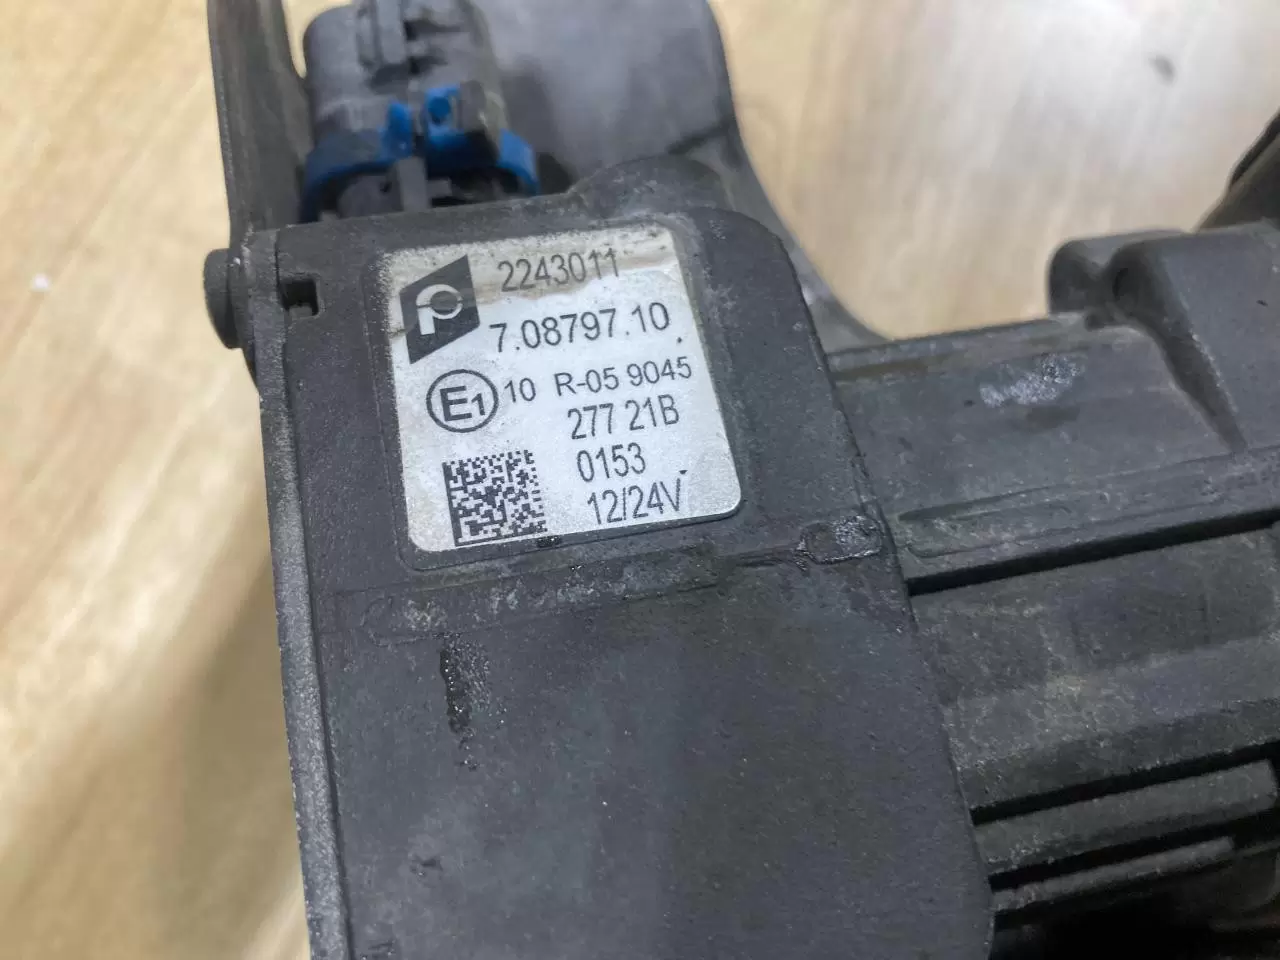 2243011
7.08797.10
E1 10 R-05 9045
277 21B
0153
12/24V